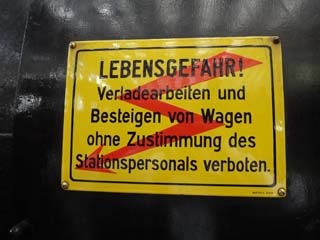 LEBENSGEFAHR!
Verladearbeiten und
Besteigen von Wagen
ohne Zustimmung des
Stationspersonals verboten.